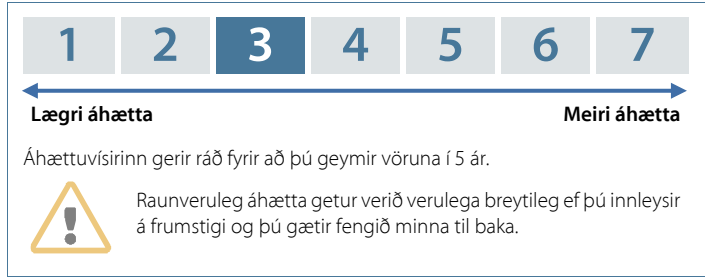 1 2 3 4 5 6 7
Lægri áhætta Meiri áhætta
Áhættuvísirinn gerir ráð fyrir að þú geymir vöruna í 5 ár.
Raunveruleg áhætta getur verið verulega breytileg ef þú innleysir
á frumstigi og þú gætir fengið minna til baka.